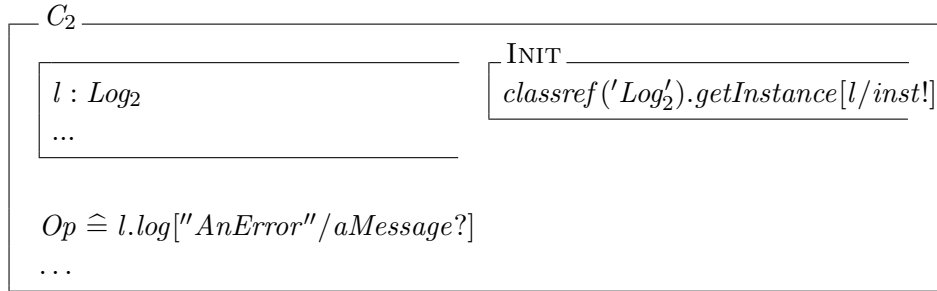 C₂
l : Log₂
...
INIT
classref('Log₂').getInstance[l/inst!]
Op ≙ l.log["AnError"/aMessage?]
...